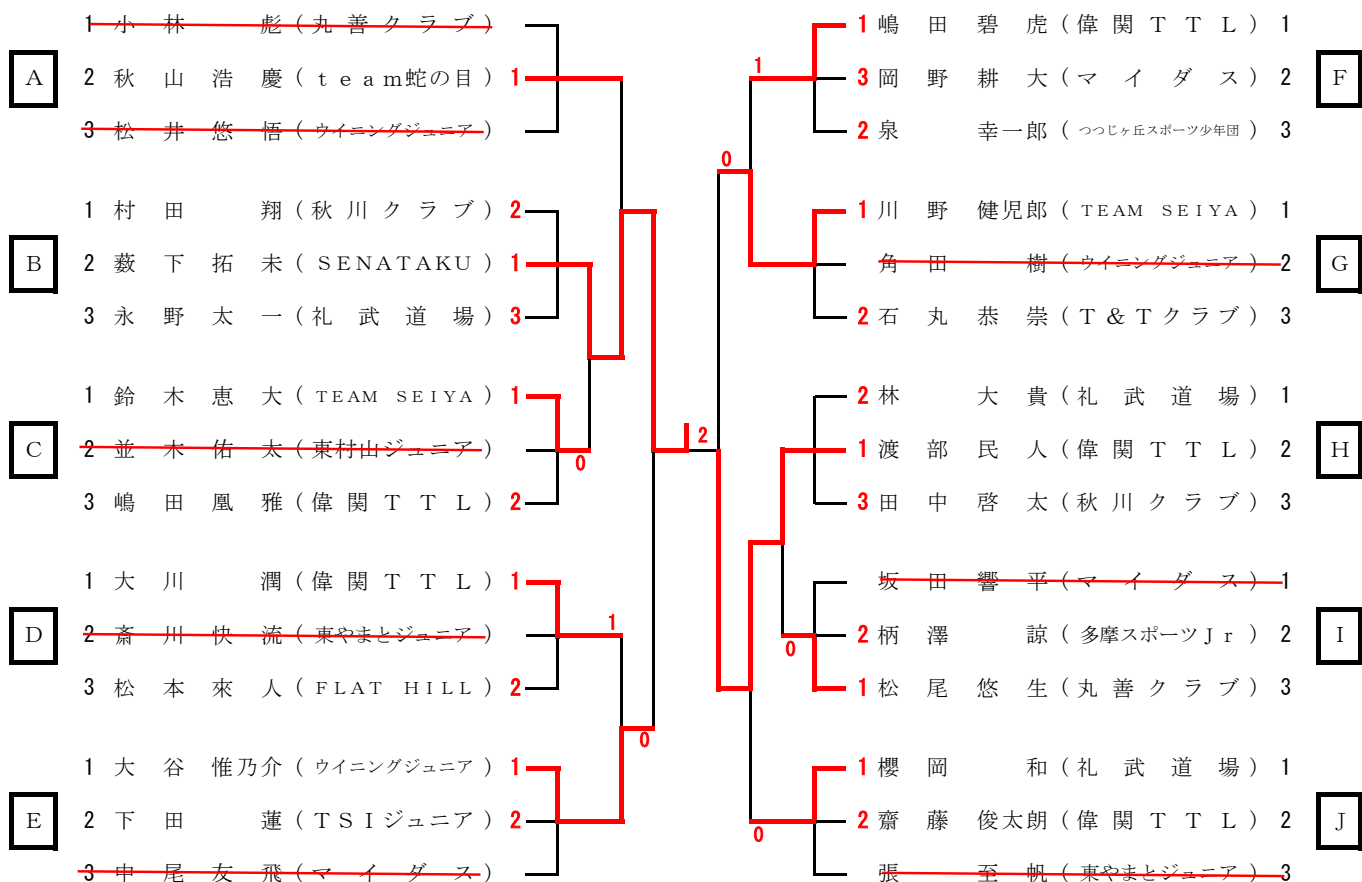 1 小林 彪 (丸善クラブ)
A
2 秋山浩慶 (team蛇の目) 1
3 松井悠悟 (ウイニングジュニア)
1 村田 翔 (秋川クラブ) 2
B
2 薮下拓未 (SENATAKU) 1
3 永野太一 (礼武道場) 3
1 鈴木恵大 (TEAM SEIYA) 1
C
2 並木佑太 (東村山ジュニア)
0
3 嶋田凰雅 (偉関TTL) 2
1 大川 潤 (偉関TTL) 1
D
2 斎川快流 (東やまとジュニア)
1
3 松本來人 (FLAT HILL) 2
0
1 大谷惟乃介 (ウイニングジュニア) 1
E
2 下田 蓮 (TSIジュニア) 2
3 中尾友飛 (マイダス)
2
1 嶋田碧虎 (偉関TTL) 1
1
3 岡野耕大 (マイダス) 2
F
2 泉 幸一郎 (つつじヶ丘スポーツ少年団) 3
0
1 川野健児郎 (TEAM SEIYA) 1
角田 樹 (ウイニングジュニア) 2
G
2 石丸恭崇 (T&Tクラブ) 3
2 林 大貴 (礼武道場) 1
1 渡部民人 (偉関TTL) 2
H
3 田中啓太 (秋川クラブ) 3
坂田響平 (マイダス) 1
0
2 柄澤 諒 (多摩スポーツJr) 2
I
1 松尾悠生 (丸善クラブ) 3
1 櫻岡 和 (礼武道場) 1
0
2 齋藤俊太朗 (偉関TTL) 2
J
張 至帆 (東やまとジュニア) 3